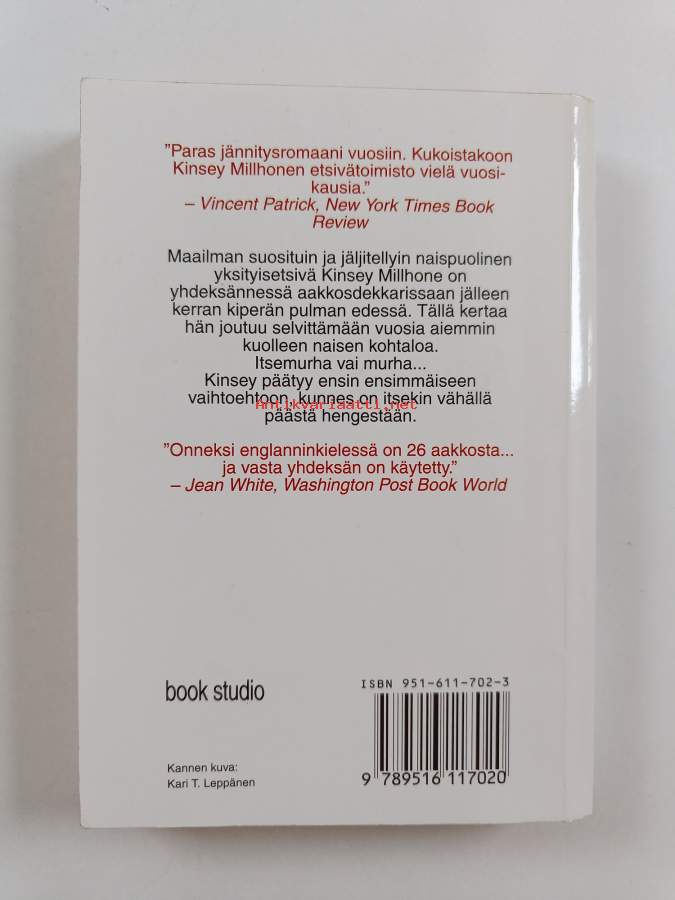 ”Paras jännitysromaani vuosiin. Kukoistakoon
Kinsey Millhonen etsivätoimisto vielä vuosi-
kausia.”
– Vincent Patrick, New York Times Book
Review
Maailman suosituin ja jäljitellyin naispuolinen
yksityisetsivä Kinsey Millhone on
yhdeksännessä aakkosdekkarissaan jälleen
kerran kiperän pulman edessä. Tällä kertaa
hän joutuu selvittämään vuosia aiemmin
kuolleen naisen kohtaloa.
Itsemurha vai murha...
Kinsey päätyy ensin ensimmäiseen
vaihtoehtoon, kunnes on itsekin vähällä
Antikvariaatti.net
päästä hengestään.
”Onneksi englanninkielessä on 26 aakkosta...
ja vasta yhdeksän on käytetty.”
– Jean White, Washington Post Book World
book studio
ISBN 951-611-702-3
Kannen kuva:
Kari T. Leppänen
9 789516 117020